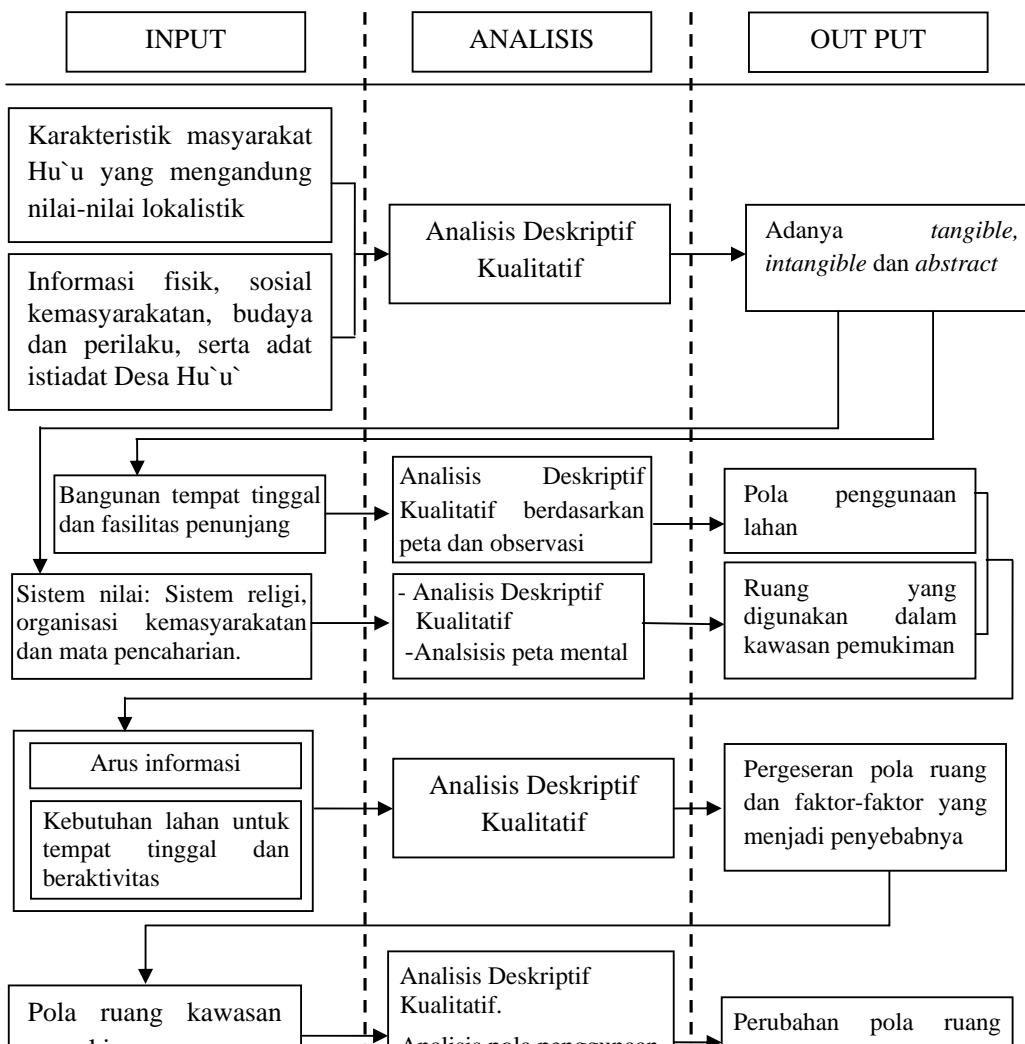 INPUT
ANALISIS
OUT PUT
Karakteristik masyarakat
Hu`u yang mengandung
nilai-nilai lokalistik
Informasi fisik, sosial
kemasyarakatan, budaya
dan perilaku, serta adat
istiadat Desa Hu`u`
Analisis Deskriptif
Kualitatif
Adanya tangible,
intangible dan abstract
Bangunan tempat tinggal
dan fasilitas penunjang
Analisis Deskriptif
Kualitatif berdasarkan
peta dan observasi
Pola penggunaan
lahan
Sistem nilai: Sistem religi,
organisasi kemasyarakatan
dan mata pencaharian.
- Analisis Deskriptif
Kualitatif
-Analsisis peta mental
Ruang yang
digunakan dalam
kawasan pemukiman
Arus informasi
Kebutuhan lahan untuk
tempat tinggal dan
beraktivitas
Analisis Deskriptif
Kualitatif
Pergeseran pola ruang
dan faktor-faktor yang
menjadi penyebabnya
Pola ruang kawasan
Analisis Deskriptif
Kualitatif.
Analisis pola penggunaan
Perubahan pola ruang